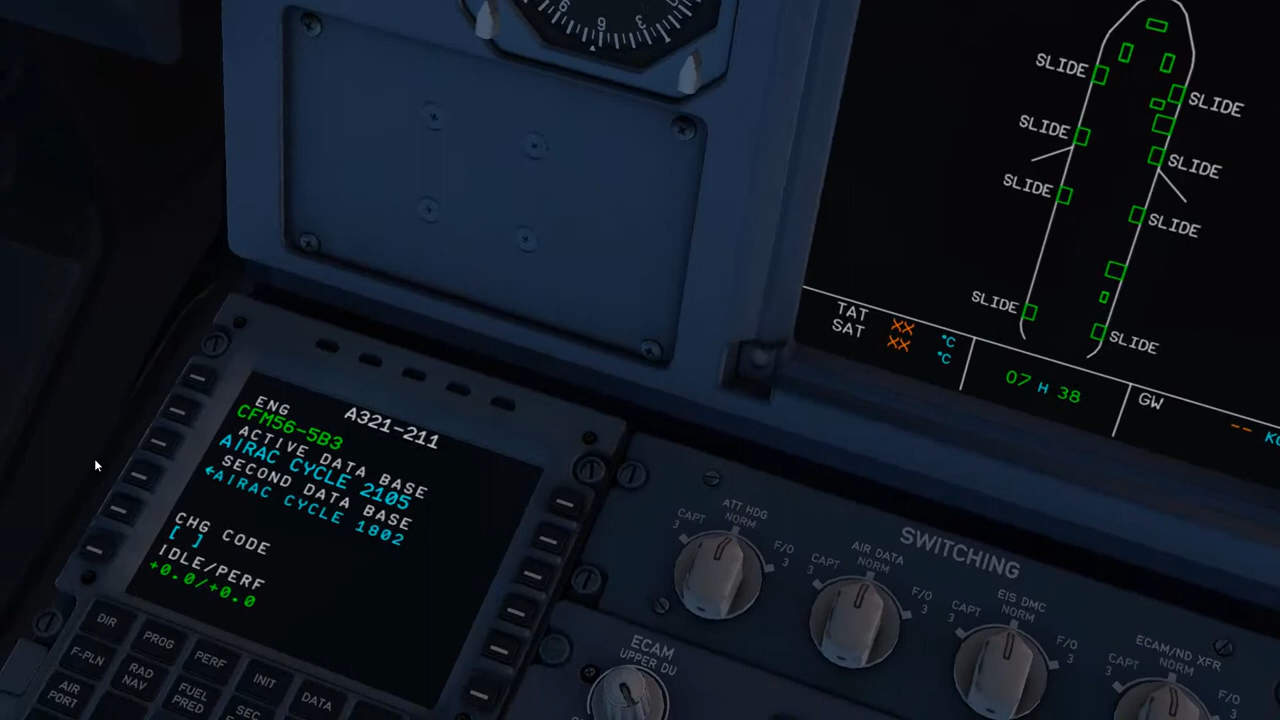 6 3
SLIDE
SLIDE
SLIDE
SLIDE
SLIDE
SLIDE
SLIDE
SLIDE
TAT XX °C
SAT XX °C
07 H 38
GW -- KG
A321-211
ENG
CFM56-5B3
ACTIVE DATA BASE
AIRAC CYCLE 2105
SECOND DATA BASE
←AIRAC CYCLE 1802
CHG CODE
[ ]
IDLE/PERF
+0.0/+0.0
DIR PROG PERF INIT DATA
F-PLN RAD NAV FUEL PRED SEC
AIR PORT
SWITCHING
ATT HDG
NORM
CAPT 3
F/O 3
AIR DATA
NORM
CAPT 3
F/O 3
EIS DMC
NORM
CAPT 3
F/O 3
ECAM/ND XFR
NORM
CAPT
F/O
3
ECAM
UPPER DU